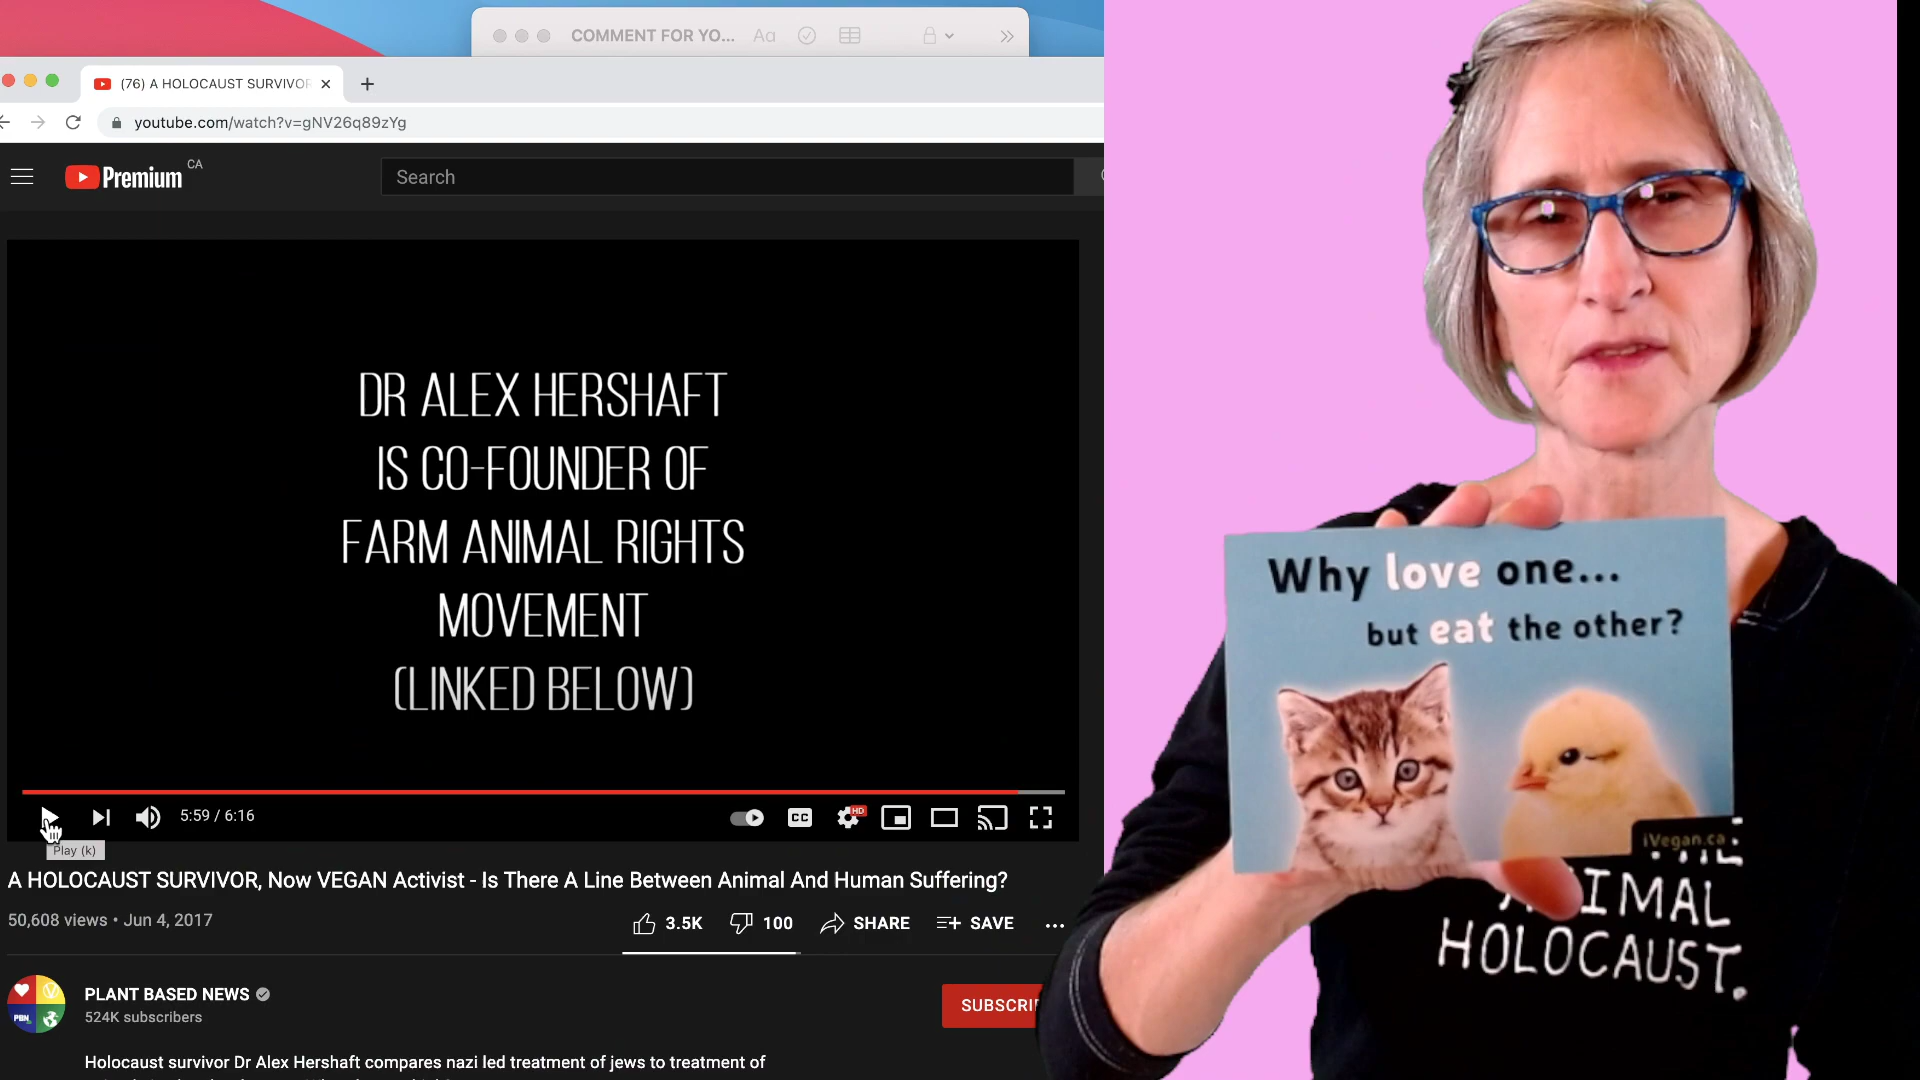 COMMENT FOR YO...
Aa
(76) A HOLOCAUST SURVIVOR
youtube.com/watch?v=gNV26q89zYg
Premium
CA
Search
DR ALEX HERSHAFT
IS CO-FOUNDER OF
FARM ANIMAL RIGHTS
MOVEMENT
(LINKED BELOW)
5:59 / 6:16
CC
HD
Play (k)
A HOLOCAUST SURVIVOR, Now VEGAN Activist - Is There A Line Between Animal And Human Suffering?
50,608 views • Jun 4, 2017
3.5K
100
SHARE
SAVE
PBN
PLANT BASED NEWS
524K subscribers
SUBSCRI
Holocaust survivor Dr Alex Hershaft compares nazi led treatment of jews to treatment of
Why love one...
but eat the other?
iVegan.ca
HOLOCAUST.